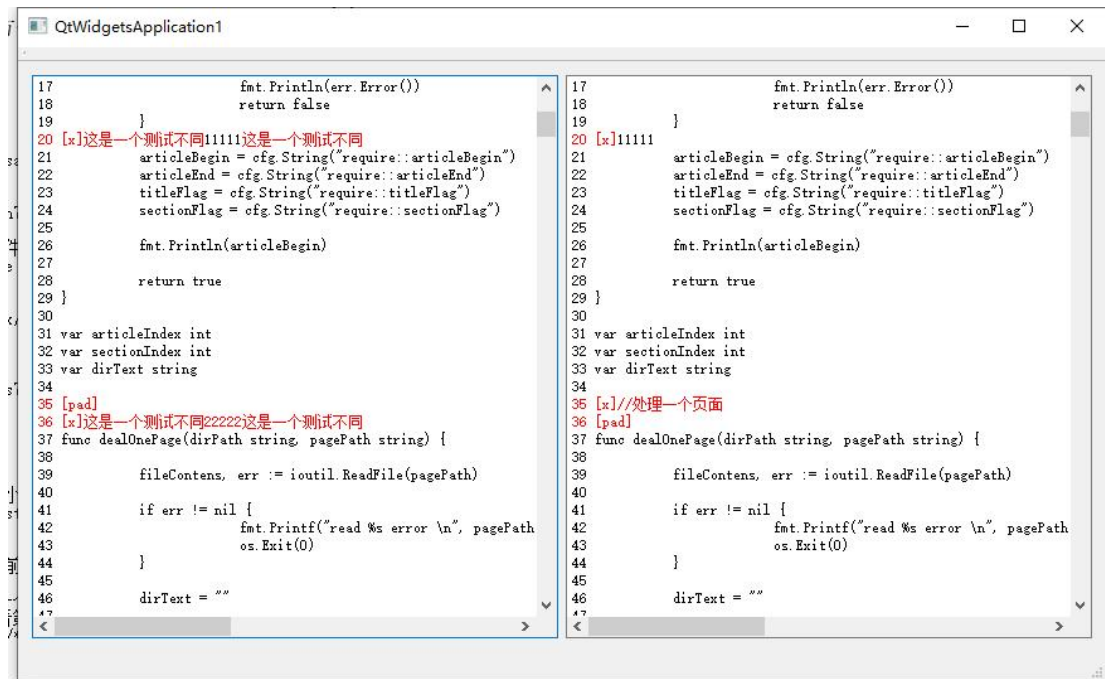 QtWidgetsApplication1
17 fmt.Println(err.Error())
18 return false
19 }
20 [x]这是一个测试不同11111这是一个测试不同
21 articleBegin = cfg.String("require::articleBegin")
22 articleEnd = cfg.String("require::articleEnd")
23 titleFlag = cfg.String("require::titleFlag")
24 sectionFlag = cfg.String("require::sectionFlag")
25
26 fmt.Println(articleBegin)
27
28 return true
29 }
30
31 var articleIndex int
32 var sectionIndex int
33 var dirText string
34
35 [pad]
36 [x]这是一个测试不同22222这是一个测试不同
37 func dealOnePage(dirPath string, pagePath string) {
38
39 fileContens, err := ioutil.ReadFile(pagePath)
40
41 if err != nil {
42 fmt.Printf("read %s error \n", pagePath
43 os.Exit(0)
44 }
45
46 dirText = ""
17 fmt.Println(err.Error())
18 return false
19 }
20 [x]11111
21 articleBegin = cfg.String("require::articleBegin")
22 articleEnd = cfg.String("require::articleEnd")
23 titleFlag = cfg.String("require::titleFlag")
24 sectionFlag = cfg.String("require::sectionFlag")
25
26 fmt.Println(articleBegin)
27
28 return true
29 }
30
31 var articleIndex int
32 var sectionIndex int
33 var dirText string
34
35 [x]//处理一个页面
36 [pad]
37 func dealOnePage(dirPath string, pagePath string) {
38
39 fileContens, err := ioutil.ReadFile(pagePath)
40
41 if err != nil {
42 fmt.Printf("read %s error \n", pagePath
43 os.Exit(0)
44 }
45
46 dirText = ""